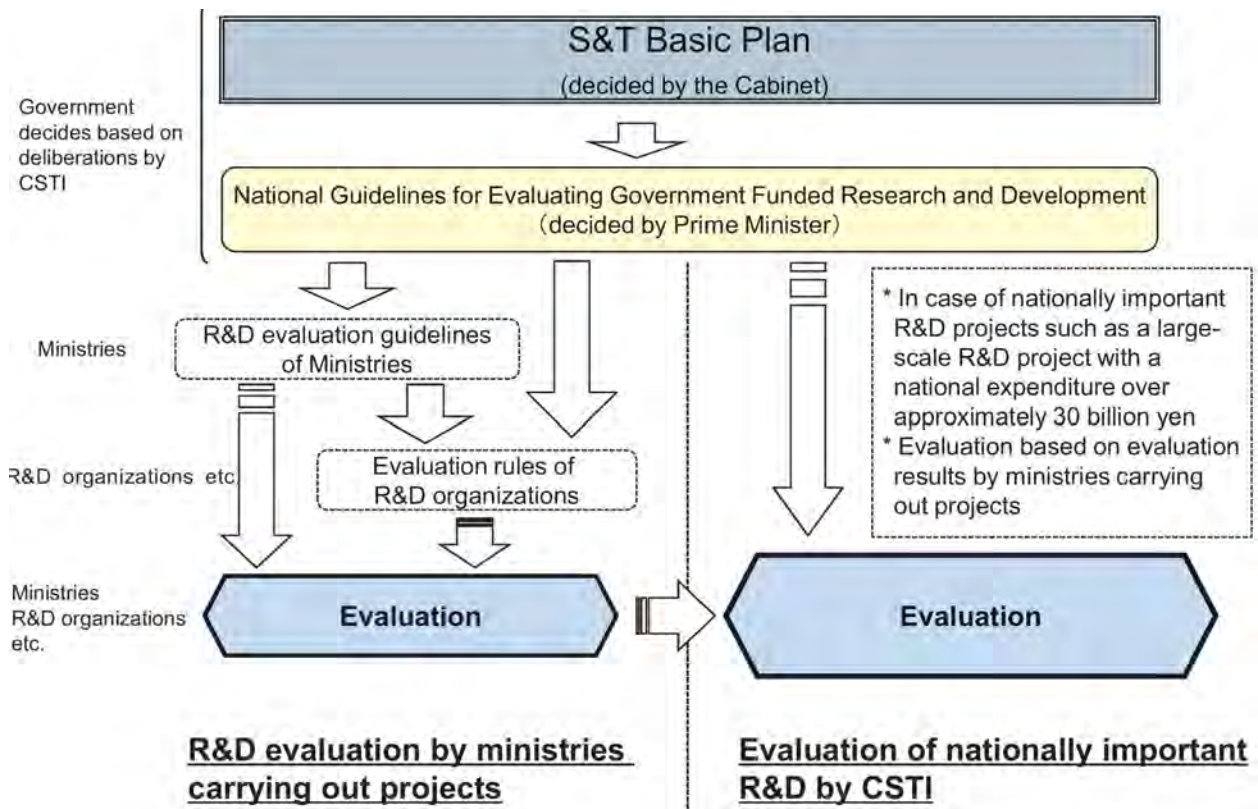 S&T Basic Plan
(decided by the Cabinet)
Government
decides based on
deliberations by
CSTI
National Guidelines for Evaluating Government Funded Research and Development
（decided by Prime Minister）
Ministries
R&D evaluation guidelines
of Ministries
* In case of nationally important
R&D projects such as a large-
scale R&D project with a
national expenditure over
approximately 30 billion yen
* Evaluation based on evaluation
results by ministries carrying
out projects
R&D organizations etc
Evaluation rules of
R&D organizations
Ministries
R&D organizations
etc.
Evaluation
Evaluation
R&D evaluation by ministries
carrying out projects
Evaluation of nationally important
R&D by CSTI